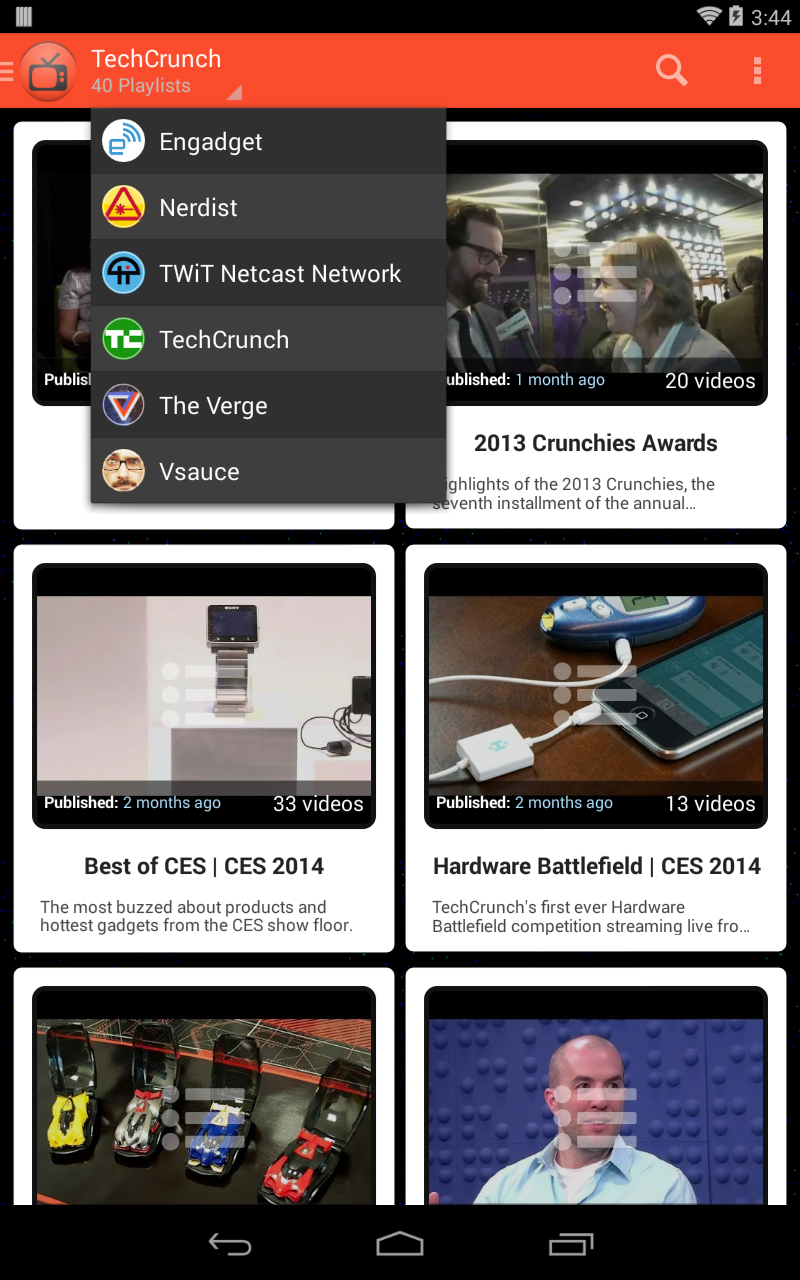 3:44
TechCrunch
40 Playlists
Engadget
Nerdist
TWiT Netcast Network
TC
TechCrunch
The Verge
Vsauce
Publis
ublished: 1 month ago
20 videos
2013 Crunchies Awards
ighlights of the 2013 Crunchies, the
seventh installment of the annual…
SONY
Published: 2 months ago
33 videos
Best of CES | CES 2014
The most buzzed about products and
hottest gadgets from the CES show floor.
Published: 2 months ago
13 videos
Hardware Battlefield | CES 2014
TechCrunch's first ever Hardware
Battlefield competition streaming live fro…